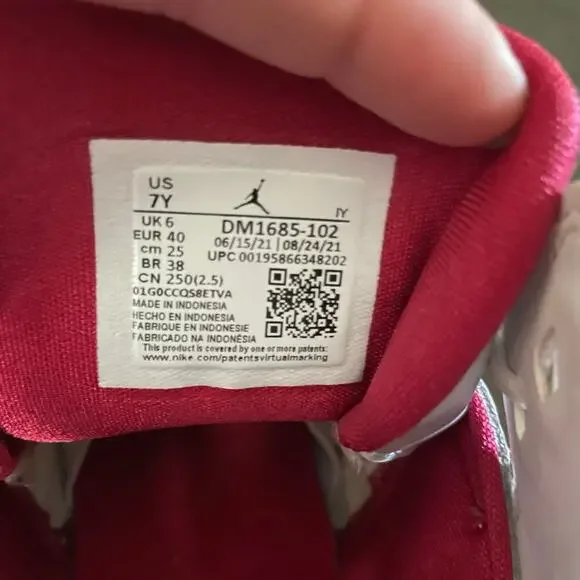 US
7Y
IY
UK 6
EUR 40
cm 25
BR 38
CN 250(2.5)
DM1685-102
06/15/21 | 08/24/21
UPC 00195866348202
01G0CCQS8ETVA
MADE IN INDONESIA
HECHO EN INDONESIA
FABRIQUE EN INDONESIE
FABRICADO NA INDONÉSIA
This product is covered by one or more patents:
www.nike.com/patentsvirtualmarking